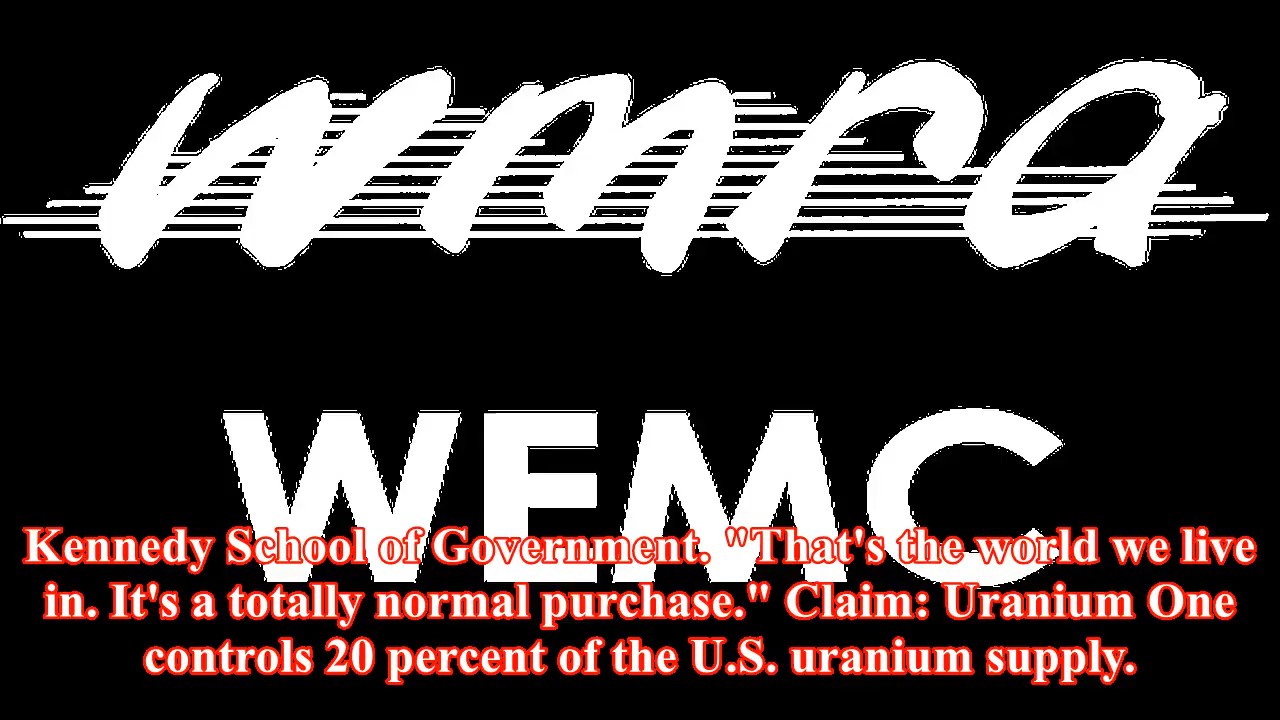 wmra
WEMC
Kennedy School of Government. "That's the world we live
in. It's a totally normal purchase." Claim: Uranium One
controls 20 percent of the U.S. uranium supply.